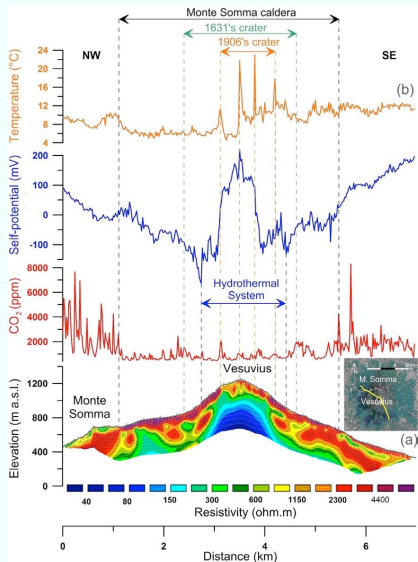 Monte Somma caldera
1631's crater
1906's crater
NW
SE
(b)
Temperature (°C)
24
20
16
12
8
4
Self-potential (mV)
200
100
0
-100
CO2 (ppm)
8000
6000
4000
2000
0
Hydrothermal
System
Vesuvius
Monte
Somma
Elevation (m a.s.l.)
1200
800
400
0
N
M. Somma
Vesuvius
(a)
40 80 150 300 600 1150 2300 4400
Resistivity (ohm.m)
0 2 4 6
Distance (km)